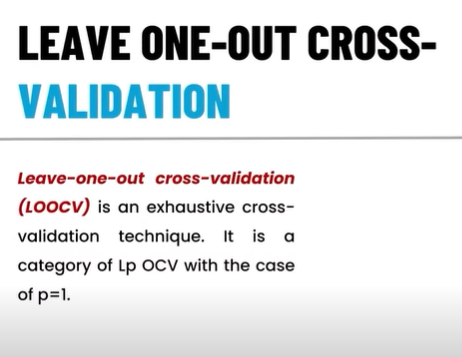 LEAVE ONE-OUT CROSS-
VALIDATION
Leave-one-out cross-validation
(LOOCV) is an exhaustive cross-
validation technique. It is a
category of Lp OCV with the case
of p=1.